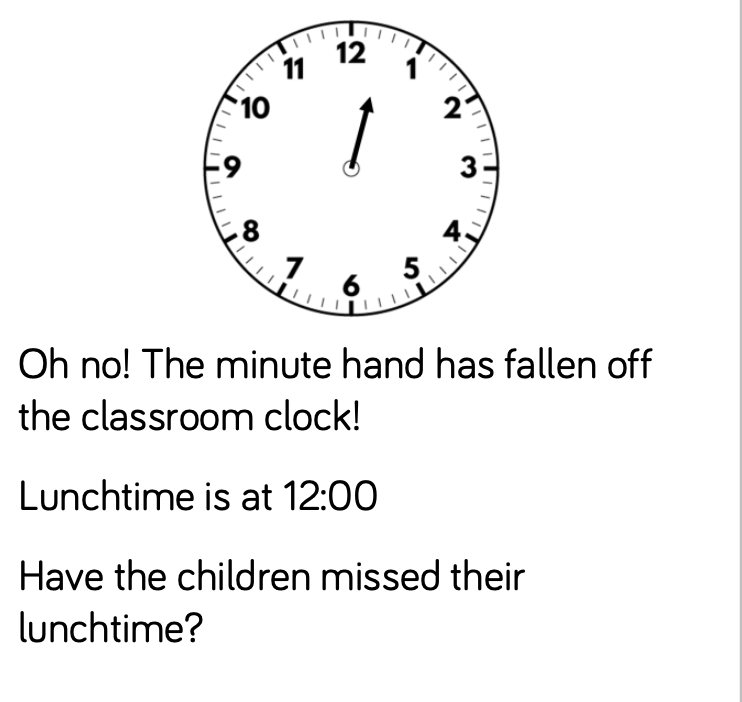 12
11
1
10
2
9
3
8
4
7
5
6
Oh no! The minute hand has fallen off
the classroom clock!
Lunchtime is at 12:00
Have the children missed their
lunchtime?